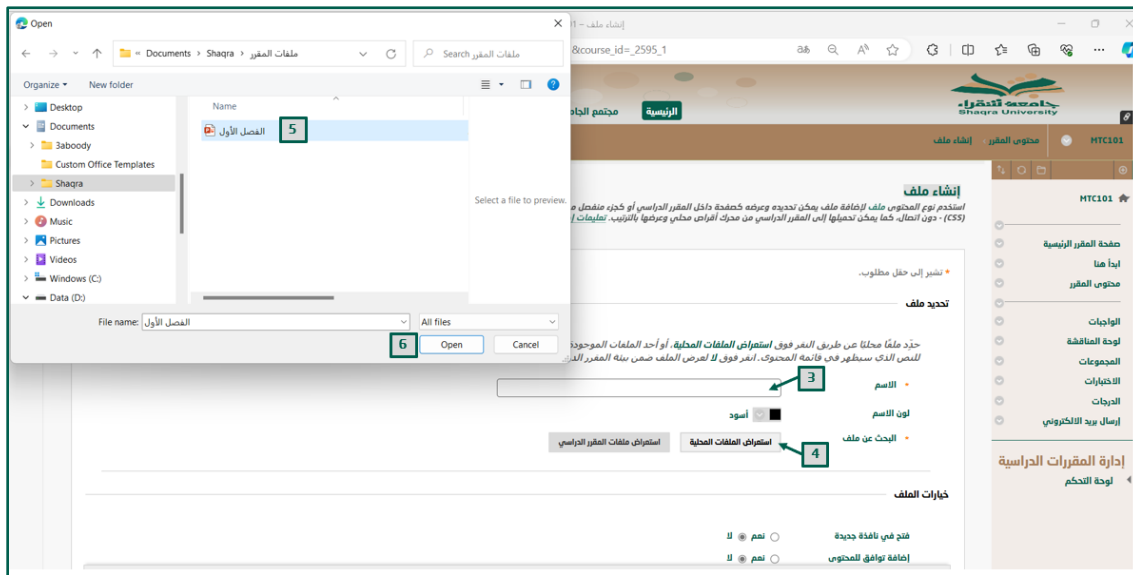 Open
إنشاء ملف – 1
Documents › Shaqra › ملفات المقرر
Search ملفات المقرر
&course_id=_2595_1
Organize
New folder
Desktop
Documents
3aboody
Custom Office Templates
Shaqra
Downloads
Music
Pictures
Videos
Windows (C:)
Data (D:)
Name
الفصل الأول
5
Select a file to preview.
File name:
الفصل الأول
All files
6
Open
Cancel
جامعة شقراء
Shaqra University
الرئيسية
مجتمع الجام
MTC101
محتوى المقرر
إنشاء ملف
MTC101
صفحة المقرر الرئيسية
ابدأ هنا
محتوى المقرر
الواجبات
لوحة المناقشة
المجموعات
الاختبارات
الدرجات
إرسال بريد الالكتروني
إدارة المقررات الدراسية
لوحة التحكم
إنشاء ملف
استخدم نوع المحتوى ملف لإضافة ملف يمكن تحديده وعرضه كصفحة داخل المقرر الدراسي أو كجزء منفصل م
(CSS) - دون اتصال، كما يمكن تحميلها إلى المقرر الدراسي من محرك أقراص محلي وعرضها بالترتيب. تعليمات إ
* تشير إلى حقل مطلوب.
تحديد ملف
حدّد ملفًا محليًا عن طريق النقر فوق استعراض الملفات المحلية، أو أحد الملفات الموجودة
للنص الذي سيظهر في قائمة المحتوى. انقر فوق لا لعرض الملف ضمن بيئة المقرر الدرا
* الاسم
3
لون الاسم
أسود
* البحث عن ملف
استعراض الملفات المحلية
استعراض ملفات المقرر الدراسي
4
خيارات الملف
فتح في نافذة جديدة
نعم لا
إضافة توافق للمحتوى
نعم لا